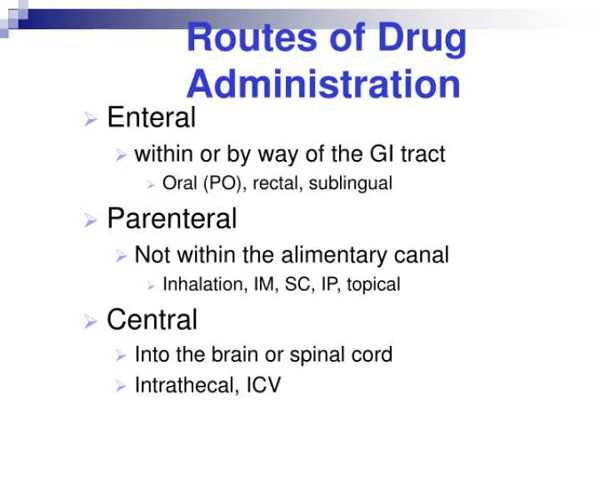 Routes of Drug
Administration
Enteral
within or by way of the GI tract
Oral (PO), rectal, sublingual
Parenteral
Not within the alimentary canal
Inhalation, IM, SC, IP, topical
Central
Into the brain or spinal cord
Intrathecal, ICV